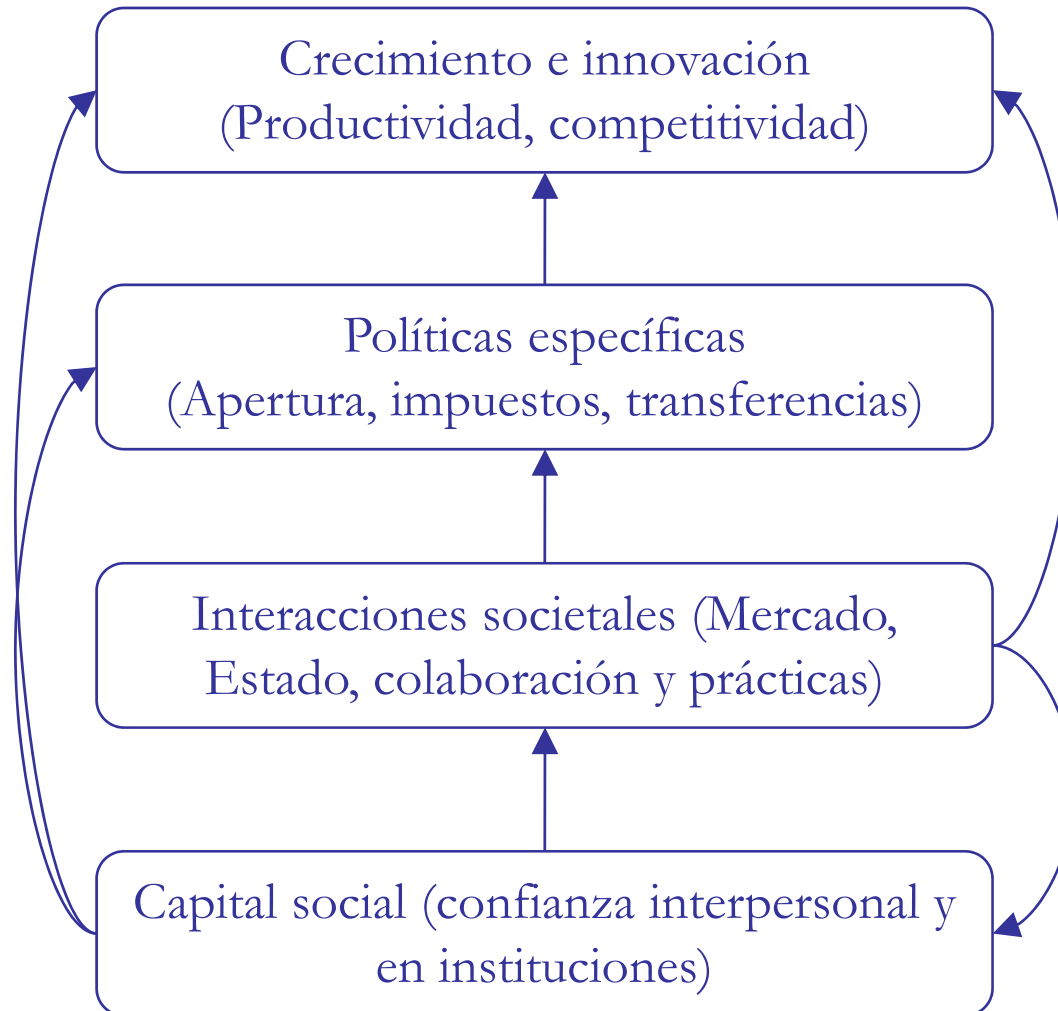 Crecimiento e innovación
(Productividad, competitividad)
Políticas específicas
(Apertura, impuestos, transferencias)
Interacciones societales (Mercado,
Estado, colaboración y prácticas)
Capital social (confianza interpersonal y
en instituciones)